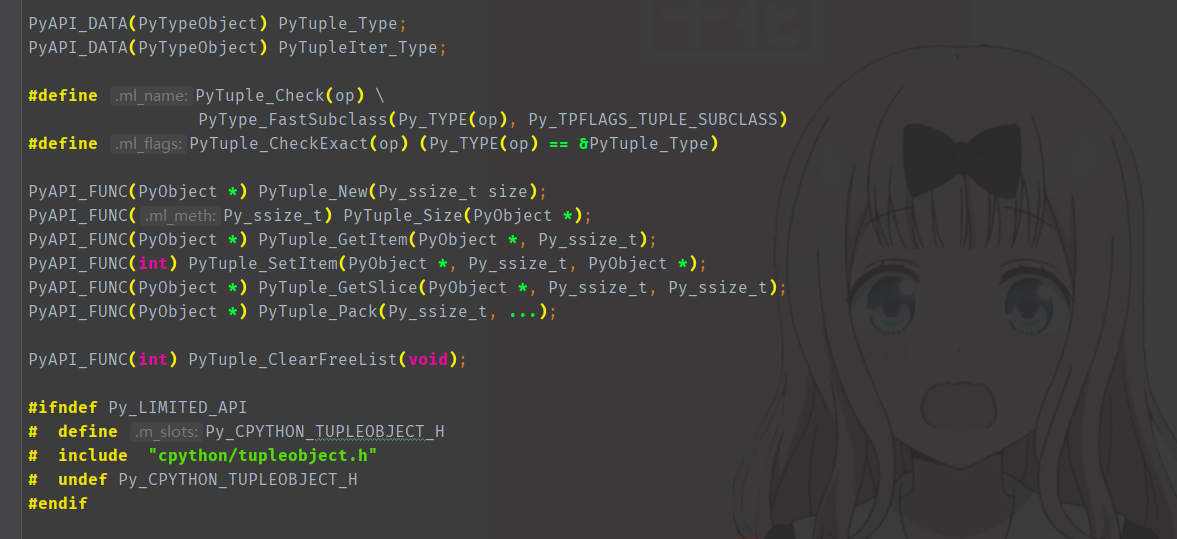 PyAPI_DATA(PyTypeObject) PyTuple_Type;
PyAPI_DATA(PyTypeObject) PyTupleIter_Type;
#define .ml_name: PyTuple_Check(op) \
PyType_FastSubclass(Py_TYPE(op), Py_TPFLAGS_TUPLE_SUBCLASS)
#define .ml_flags: PyTuple_CheckExact(op) (Py_TYPE(op) == &PyTuple_Type)
PyAPI_FUNC(PyObject *) PyTuple_New(Py_ssize_t size);
PyAPI_FUNC( .ml_meth: Py_ssize_t) PyTuple_Size(PyObject *);
PyAPI_FUNC(PyObject *) PyTuple_GetItem(PyObject *, Py_ssize_t);
PyAPI_FUNC(int) PyTuple_SetItem(PyObject *, Py_ssize_t, PyObject *);
PyAPI_FUNC(PyObject *) PyTuple_GetSlice(PyObject *, Py_ssize_t, Py_ssize_t);
PyAPI_FUNC(PyObject *) PyTuple_Pack(Py_ssize_t, ...);
PyAPI_FUNC(int) PyTuple_ClearFreeList(void);
#ifndef Py_LIMITED_API
#  define .m_slots: Py_CPYTHON_TUPLEOBJECT_H
#  include  "cpython/tupleobject.h"
#  undef Py_CPYTHON_TUPLEOBJECT_H
#endif